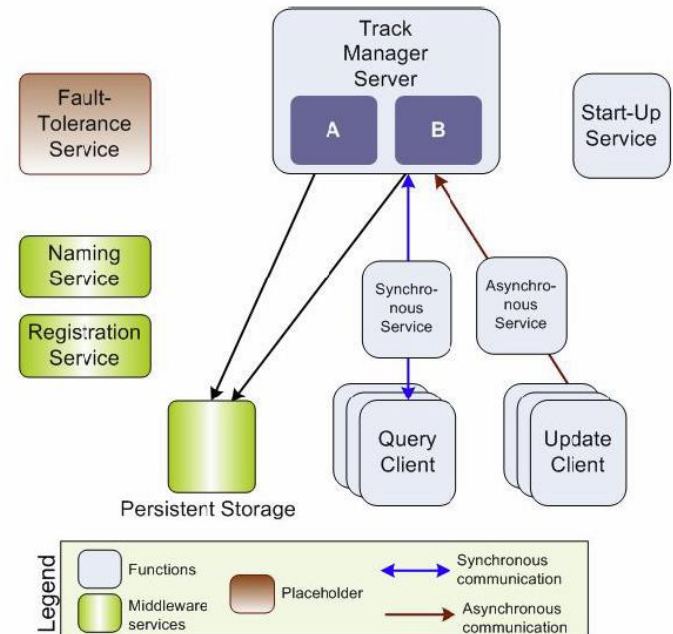 Track
Manager
Server
A
B
Fault-
Tolerance
Service
Start-Up
Service
Naming
Service
Registration
Service
Synchro-
nous
Service
Asynchro-
nous
Service
Query
Client
Update
Client
Persistent Storage
Legend
Functions
Middleware
services
Placeholder
Synchronous
communication
Asynchronous
communication